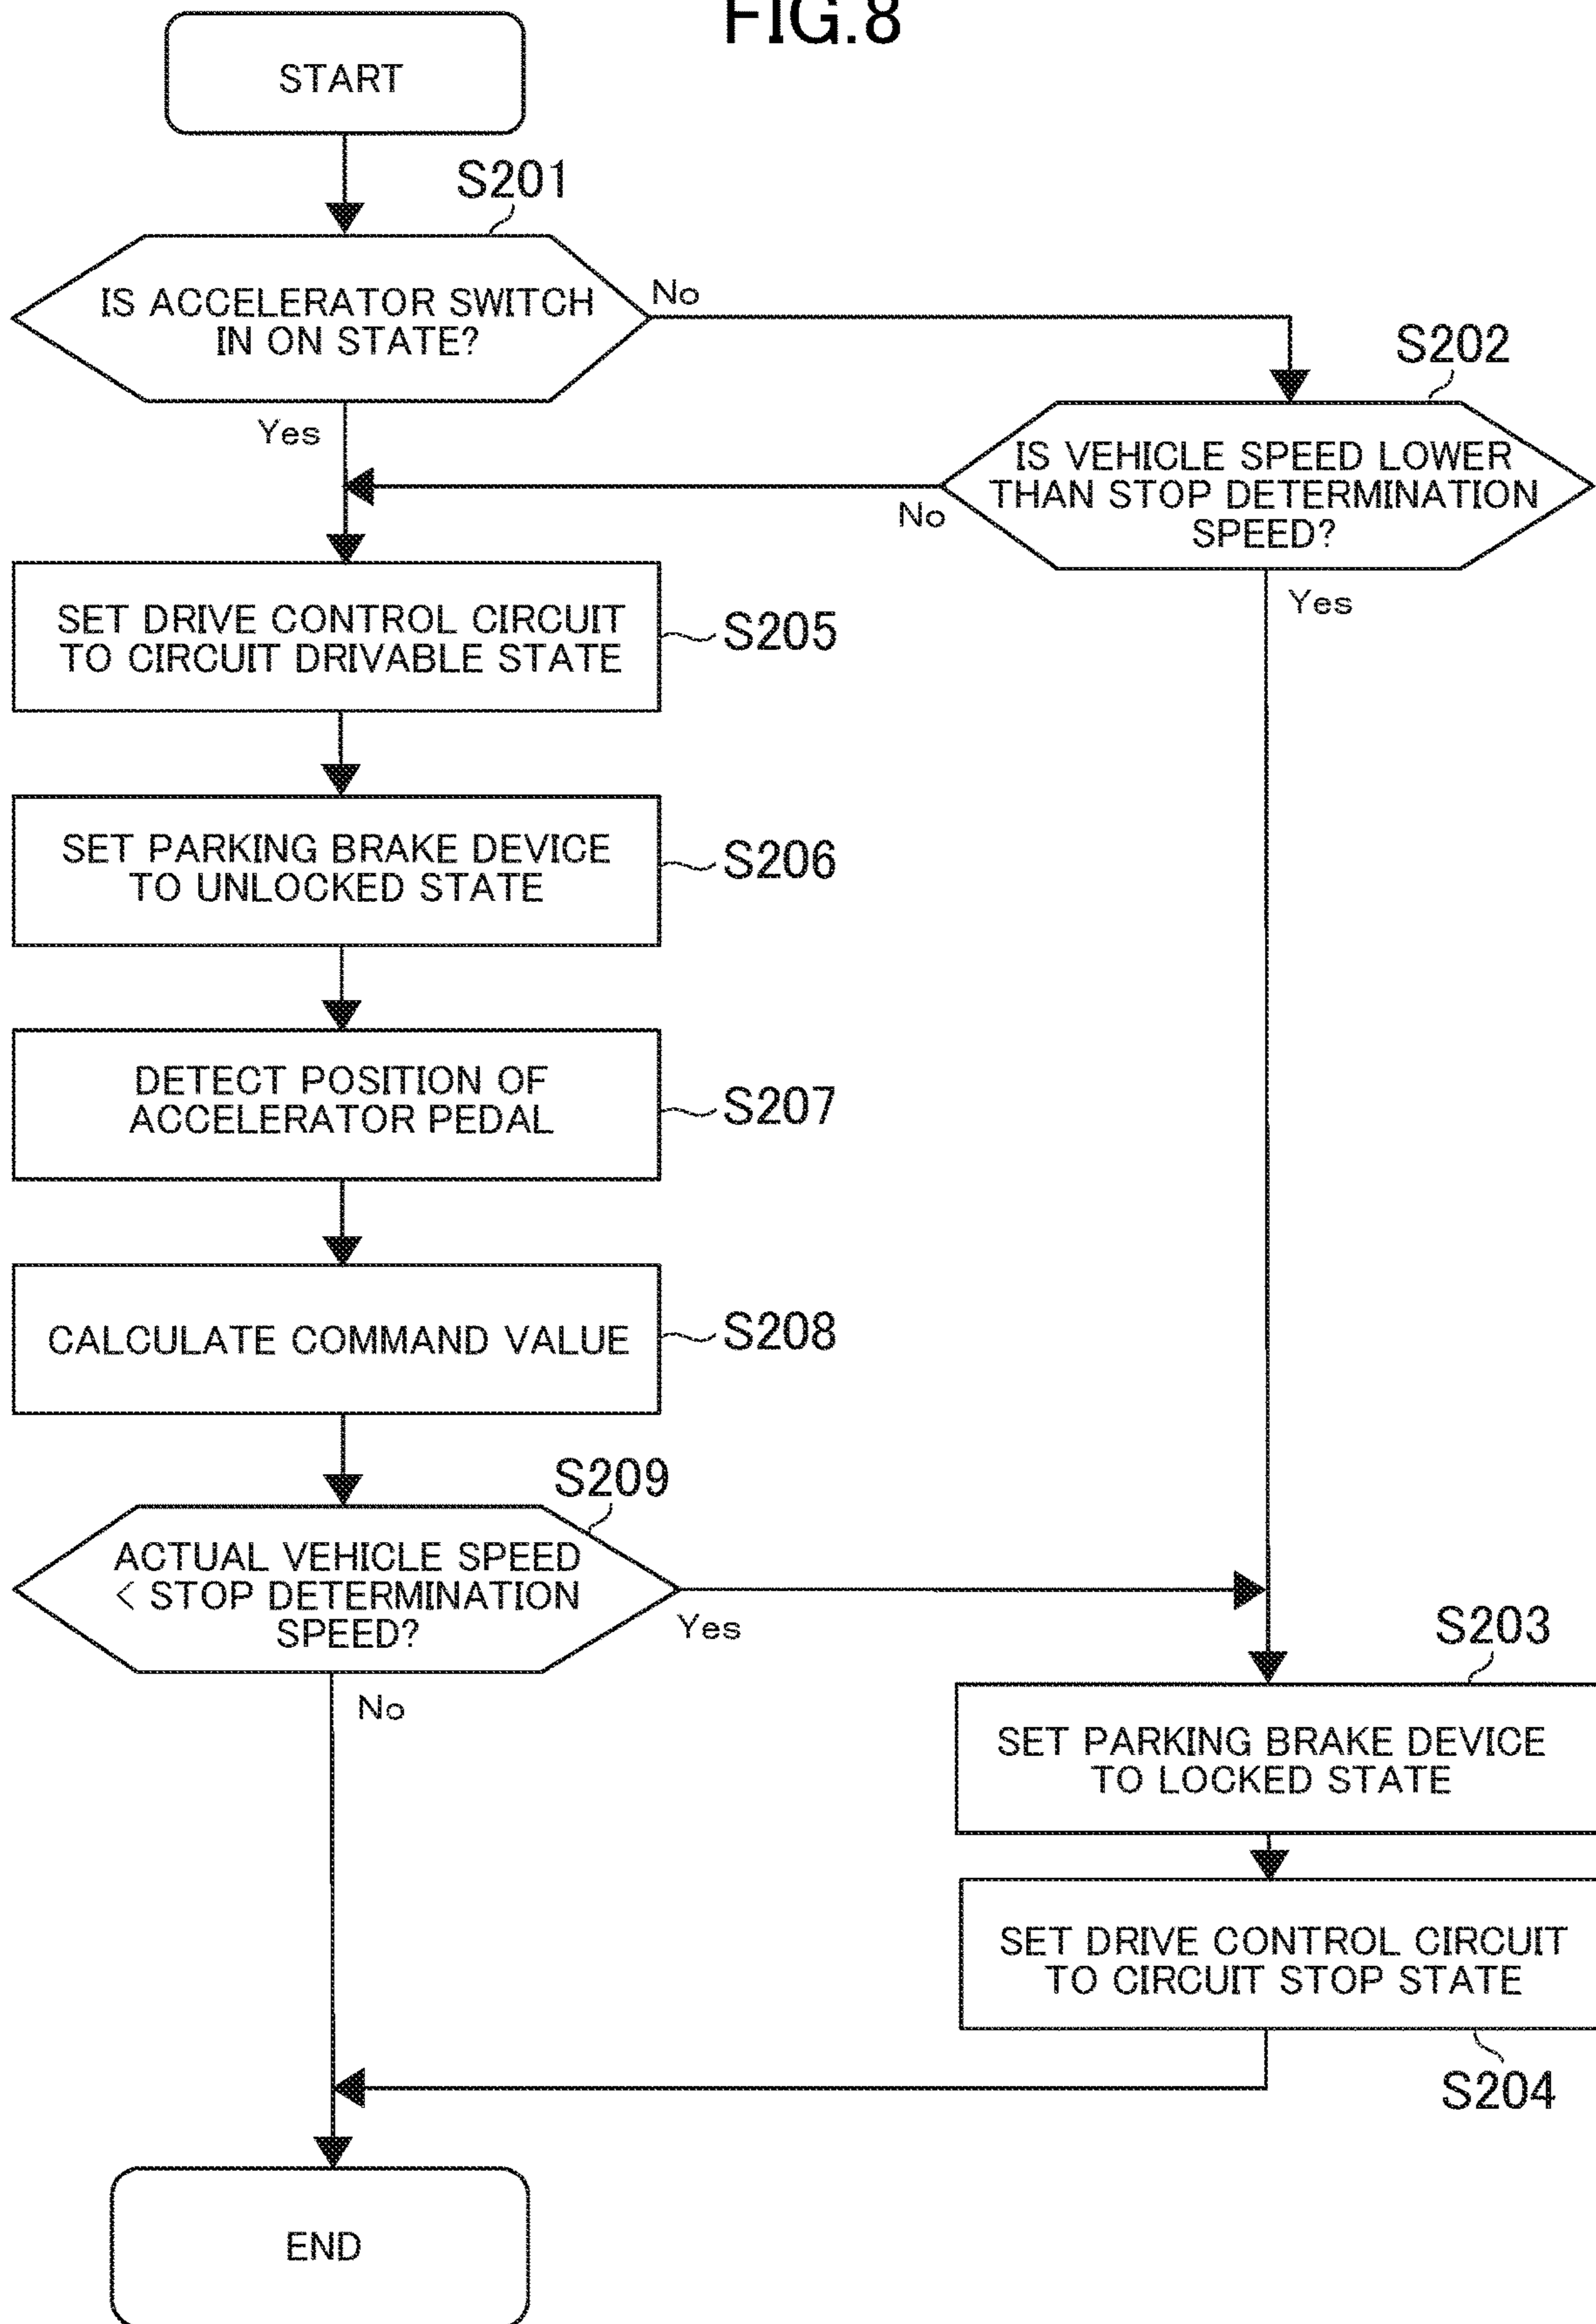 FIG.8
START
S201
IS ACCELERATOR SWITCH
IN ON STATE?
No
Yes
S202
IS VEHICLE SPEED LOWER
THAN STOP DETERMINATION
SPEED?
No
Yes
SET DRIVE CONTROL CIRCUIT
TO CIRCUIT DRIVABLE STATE
S205
SET PARKING BRAKE DEVICE
TO UNLOCKED STATE
S206
DETECT POSITION OF
ACCELERATOR PEDAL
S207
CALCULATE COMMAND VALUE
S208
S209
ACTUAL VEHICLE SPEED
< STOP DETERMINATION
SPEED?
Yes
No
S203
SET PARKING BRAKE DEVICE
TO LOCKED STATE
SET DRIVE CONTROL CIRCUIT
TO CIRCUIT STOP STATE
S204
END